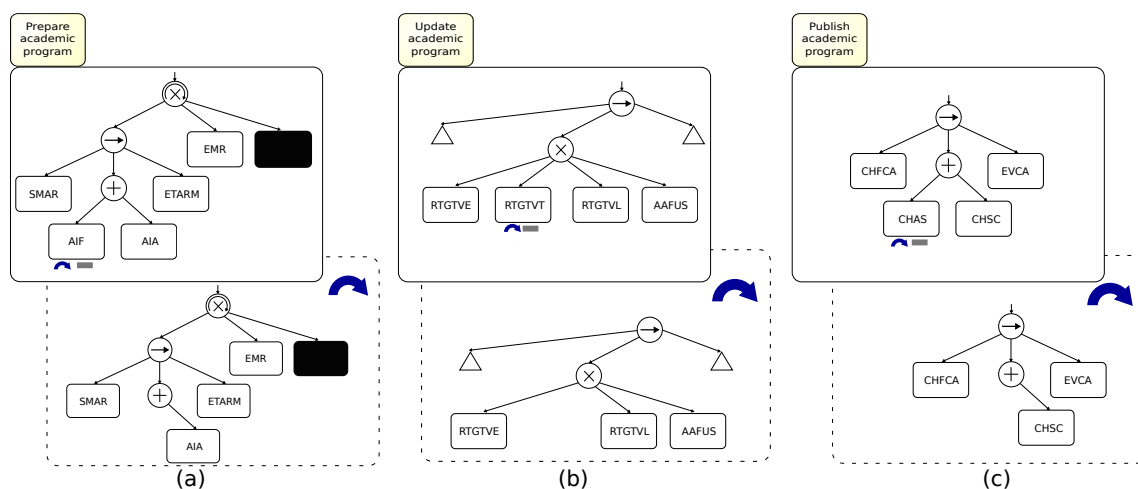 Prepare
academic
program
EMR
SMAR
ETARM
AIF
AIA
EMR
SMAR
ETARM
AIA
(a)
Update
academic
program
RTGTVE
RTGTVT
RTGTVL
AAFUS
RTGTVE
RTGTVL
AAFUS
(b)
Publish
academic
program
CHFCA
EVCA
CHAS
CHSC
CHFCA
EVCA
CHSC
(c)